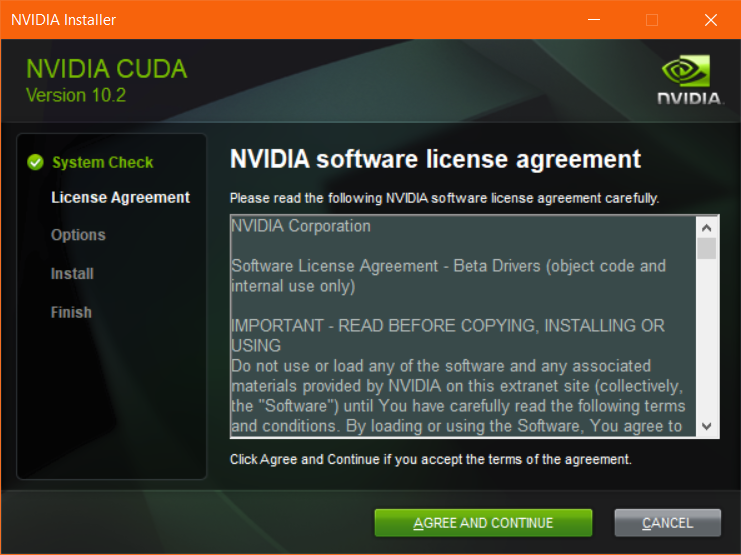 NVIDIA Installer
NVIDIA CUDA
Version 10.2
NVIDIA.
System Check
License Agreement
Options
Install
Finish
NVIDIA software license agreement
Please read the following NVIDIA software license agreement carefully.
NVIDIA Corporation
Software License Agreement - Beta Drivers (object code and
internal use only)
IMPORTANT - READ BEFORE COPYING, INSTALLING OR
USING
Do not use or load any of the software and any associated
materials provided by NVIDIA on this extranet site (collectively,
the "Software") until You have carefully read the following terms
and conditions. By loading or using the Software, You agree to
Click Agree and Continue if you accept the terms of the agreement.
AGREE AND CONTINUE
CANCEL